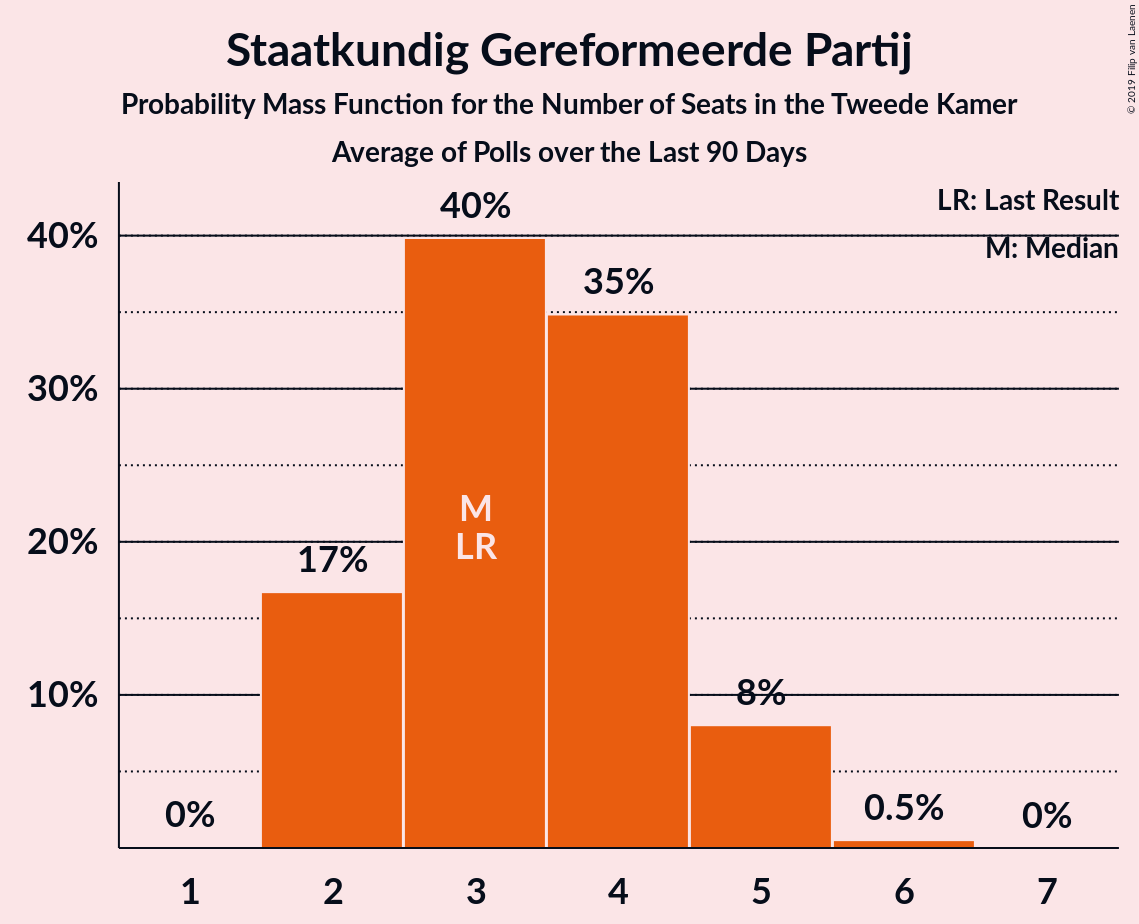 Staatkundig Gereformeerde Partij
Probability Mass Function for the Number of Seats in the Tweede Kamer
Average of Polls over the Last 90 Days
© 2019 Filip van Laenen
LR: Last Result
M: Median
40%
30%
20%
10%
0%
17%
40%
35%
8%
0.5%
0%
M
LR
1 2 3 4 5 6 7